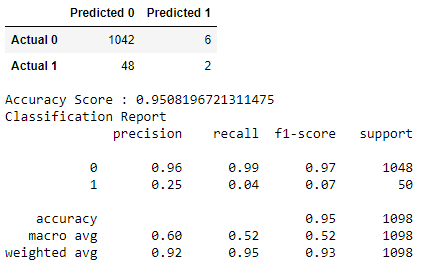 Predicted 0 Predicted 1
Actual 0 1042 6
Actual 1 48 2
Accuracy Score : 0.9508196721311475
Classification Report
precision recall f1-score support
0 0.96 0.99 0.97 1048
1 0.25 0.04 0.07 50
accuracy 0.95 1098
macro avg 0.60 0.52 0.52 1098
weighted avg 0.92 0.95 0.93 1098